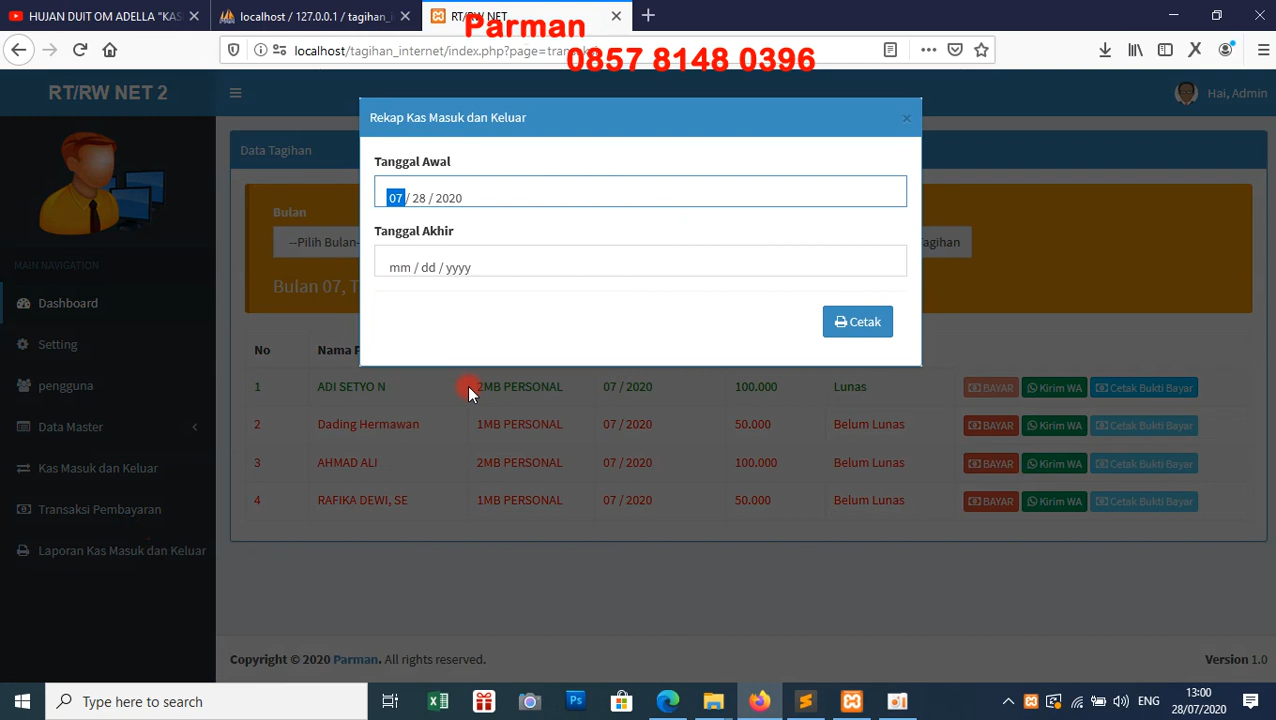 HUJAN DUIT OM ADELLA "KAS
localhost / 127.0.0.1 / tagihan_
RT/RW NET
Parman
0857 8148 0396
localhost/tagihan_internet/index.php?page=transaksi
RT/RW NET 2
Hai, Admin
Rekap Kas Masuk dan Keluar
×
Data Tagihan
Tanggal Awal
07 / 28 / 2020
Bulan
Tanggal Akhir
--Pilih Bulan-
agihan
mm / dd / yyyy
MAIN NAVIGATION
Bulan 07, T
Dashboard
Cetak
Setting
No Nama P
pengguna
1 ADI SETYO N 2MB PERSONAL 07 / 2020 100.000 Lunas BAYAR Kirim WA Cetak Bukti Bayar
Data Master
2 Dading Hermawan 1MB PERSONAL 07 / 2020 50.000 Belum Lunas BAYAR Kirim WA Cetak Bukti Bayar
Kas Masuk dan Keluar
3 AHMAD ALI 2MB PERSONAL 07 / 2020 100.000 Belum Lunas BAYAR Kirim WA Cetak Bukti Bayar
Transaksi Pembayaran
4 RAFIKA DEWI, SE 1MB PERSONAL 07 / 2020 50.000 Belum Lunas BAYAR Kirim WA Cetak Bukti Bayar
Laporan Kas Masuk dan Keluar
Copyright © 2020 Parman. All rights reserved.
Version 1.0
Type here to search
Ps
ENG
13:00
28/07/2020